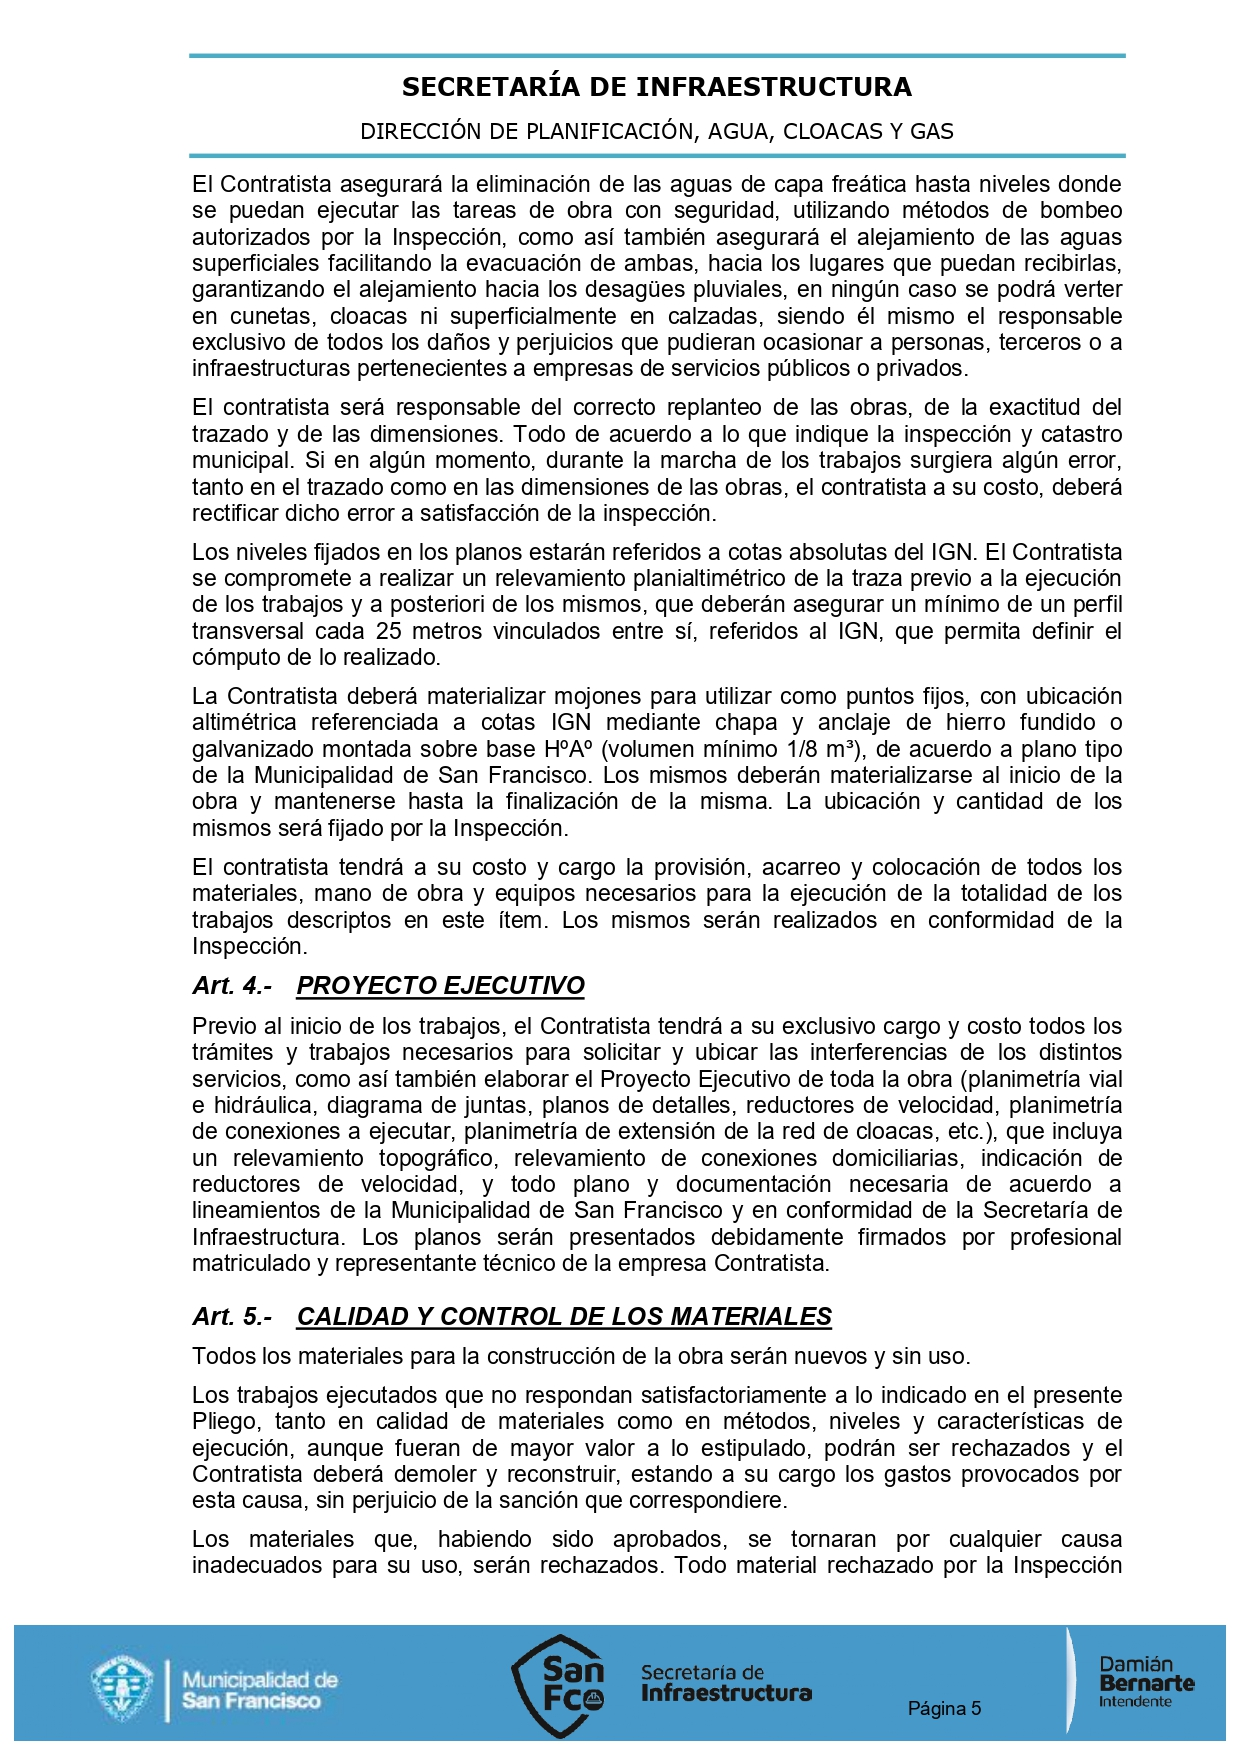 SECRETARÍA DE INFRAESTRUCTURA
DIRECCIÓN DE PLANIFICACIÓN, AGUA, CLOACAS Y GAS
El Contratista asegurará la eliminación de las aguas de capa freática hasta niveles donde
se puedan ejecutar las tareas de obra con seguridad, utilizando métodos de bombeo
autorizados por la Inspección, como así también asegurará el alejamiento de las aguas
superficiales facilitando la evacuación de ambas, hacia los lugares que puedan recibirlas,
garantizando el alejamiento hacia los desagües pluviales, en ningún caso se podrá verter
en cunetas, cloacas ni superficialmente en calzadas, siendo él mismo el responsable
exclusivo de todos los daños y perjuicios que pudieran ocasionar a personas, terceros o a
infraestructuras pertenecientes a empresas de servicios públicos o privados.
El contratista será responsable del correcto replanteo de las obras, de la exactitud del
trazado y de las dimensiones. Todo de acuerdo a lo que indique la inspección y catastro
municipal. Si en algún momento, durante la marcha de los trabajos surgiera algún error,
tanto en el trazado como en las dimensiones de las obras, el contratista a su costo, deberá
rectificar dicho error a satisfacción de la inspección.
Los niveles fijados en los planos estarán referidos a cotas absolutas del IGN. El Contratista
se compromete a realizar un relevamiento planialtimétrico de la traza previo a la ejecución
de los trabajos y a posteriori de los mismos, que deberán asegurar un mínimo de un perfil
transversal cada 25 metros vinculados entre sí, referidos al IGN, que permita definir el
cómputo de lo realizado.
La Contratista deberá materializar mojones para utilizar como puntos fijos, con ubicación
altimétrica referenciada a cotas IGN mediante chapa y anclaje de hierro fundido o
galvanizado montada sobre base HºAº (volumen mínimo 1/8 m³), de acuerdo a plano tipo
de la Municipalidad de San Francisco. Los mismos deberán materializarse al inicio de la
obra y mantenerse hasta la finalización de la misma. La ubicación y cantidad de los
mismos será fijado por la Inspección.
El contratista tendrá a su costo y cargo la provisión, acarreo y colocación de todos los
materiales, mano de obra y equipos necesarios para la ejecución de la totalidad de los
trabajos descriptos en este ítem. Los mismos serán realizados en conformidad de la
Inspección.
Art. 4.- PROYECTO EJECUTIVO
Previo al inicio de los trabajos, el Contratista tendrá a su exclusivo cargo y costo todos los
trámites y trabajos necesarios para solicitar y ubicar las interferencias de los distintos
servicios, como así también elaborar el Proyecto Ejecutivo de toda la obra (planimetría vial
e hidráulica, diagrama de juntas, planos de detalles, reductores de velocidad, planimetría
de conexiones a ejecutar, planimetría de extensión de la red de cloacas, etc.), que incluya
un relevamiento topográfico, relevamiento de conexiones domiciliarias, indicación de
reductores de velocidad, y todo plano y documentación necesaria de acuerdo a
lineamientos de la Municipalidad de San Francisco y en conformidad de la Secretaría de
Infraestructura. Los planos serán presentados debidamente firmados por profesional
matriculado y representante técnico de la empresa Contratista.
Art. 5.- CALIDAD Y CONTROL DE LOS MATERIALES
Todos los materiales para la construcción de la obra serán nuevos y sin uso.
Los trabajos ejecutados que no respondan satisfactoriamente a lo indicado en el presente
Pliego, tanto en calidad de materiales como en métodos, niveles y características de
ejecución, aunque fueran de mayor valor a lo estipulado, podrán ser rechazados y el
Contratista deberá demoler y reconstruir, estando a su cargo los gastos provocados por
esta causa, sin perjuicio de la sanción que correspondiere.
Los materiales que, habiendo sido aprobados, se tornaran por cualquier causa
inadecuados para su uso, serán rechazados. Todo material rechazado por la Inspección
Municipalidad de
San Francisco
San
Fco
Secretaría de
Infraestructura
Página 5
Damián
Bernarte
Intendente